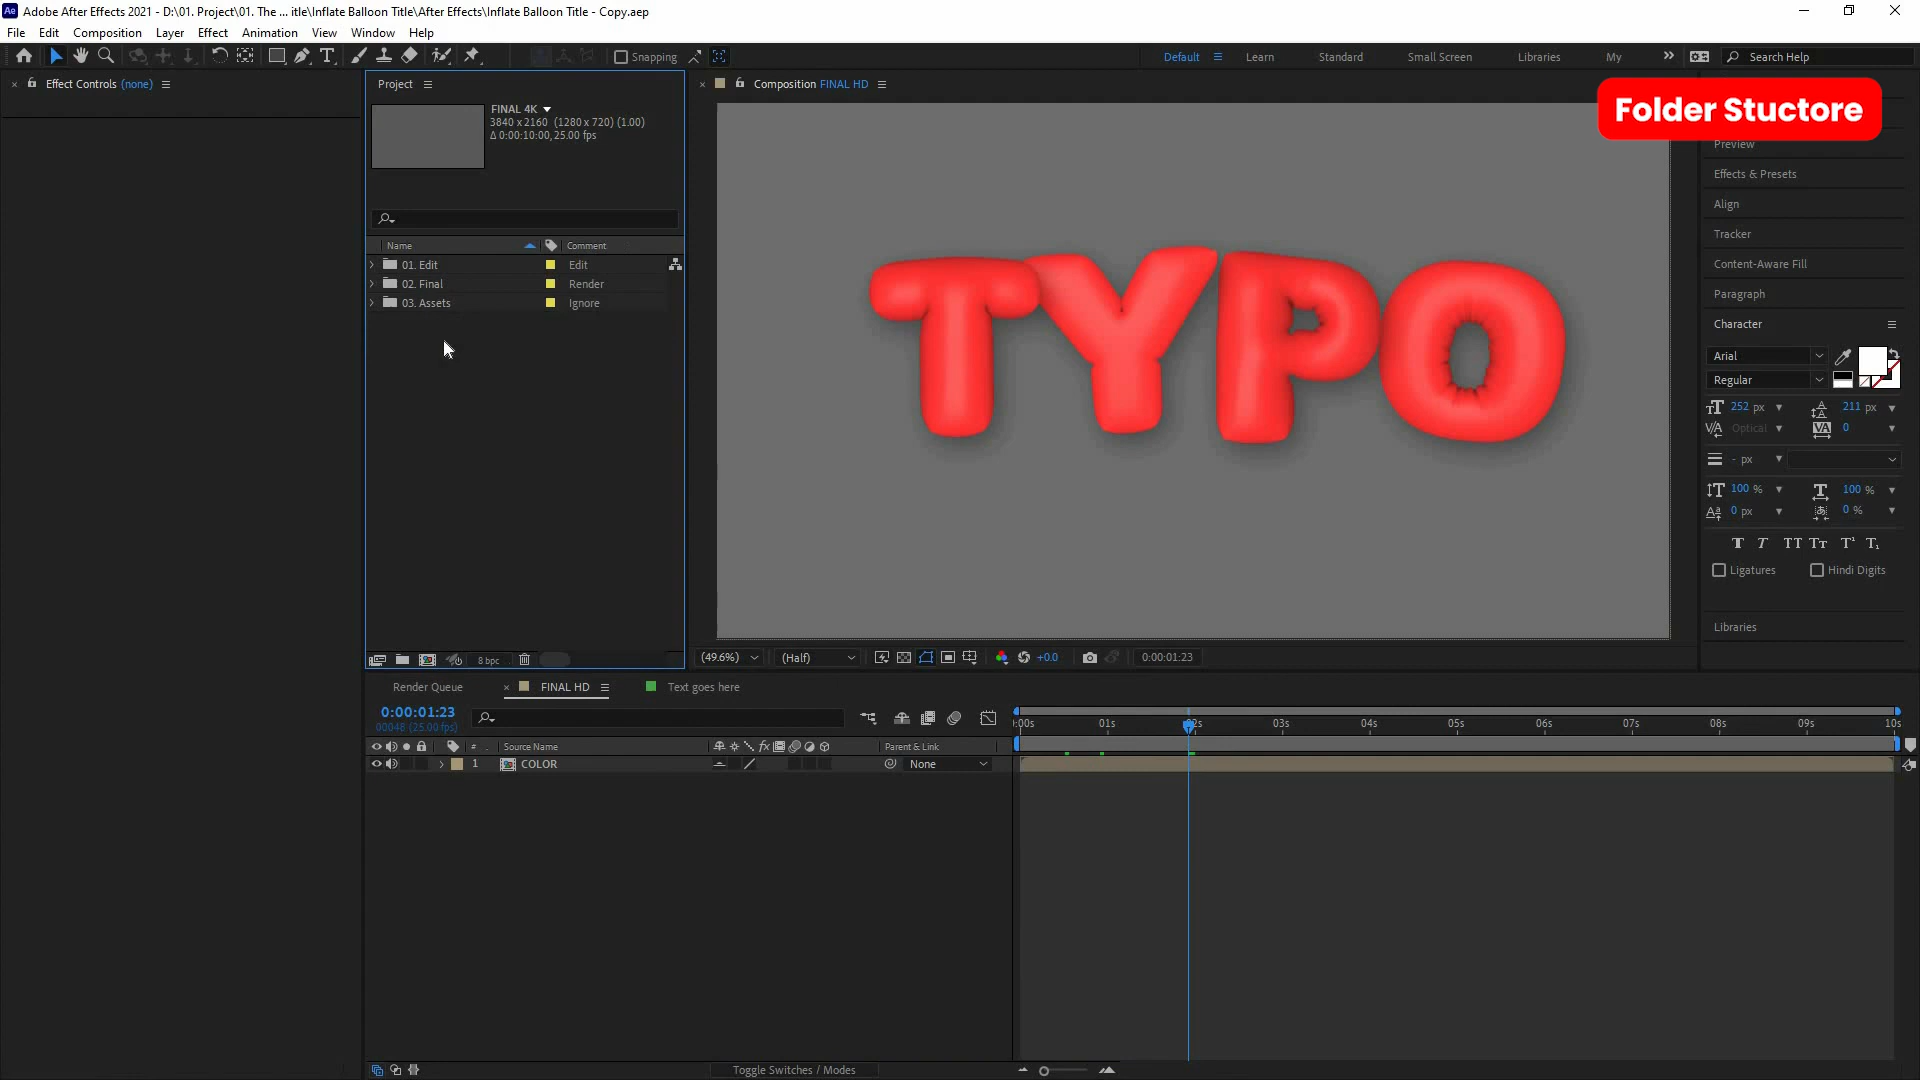 Adobe After Effects 2021 - D:\01. Project\01. The ... itle\Inflate Balloon Title\After Effects\Inflate Balloon Title - Copy.aep
File Edit Composition Layer Effect Animation View Window Help
Snapping
Default Learn Standard Small Screen Libraries My
Search Help
Effect Controls (none)
Project
Composition FINAL HD
Folder Stuctore
FINAL 4K
3840 x 2160 (1280 x 720) (1.00)
Δ 0:00:10:00, 25.00 fps
Name Comment
01. Edit Edit
02. Final Render
03. Assets Ignore
8 bpc
TYPO
(49.6%) (Half) +0.0 0:00:01:23
Preview
Effects & Presets
Align
Tracker
Content-Aware Fill
Paragraph
Character
Arial
Regular
252 px 211 px
Optical 0
- px
100 % 100 %
0 px 0 %
Ligatures Hindi Digits
Libraries
Render Queue FINAL HD Text goes here
0:00:01:23
00048 (25.00 fps)
:00s 01s 02s 03s 04s 05s 06s 07s 08s 09s 10s
# Source Name Parent & Link
1 COLOR None
Toggle Switches / Modes